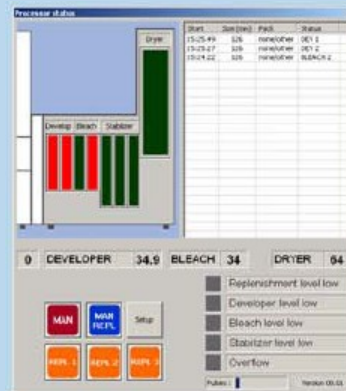 Processor status
Start Size (mm) Pack Status
15:25:49 126 none/other DEV 1
15:25:27 126 none/other DEV 2
15:24:22 126 none/other BLEACH 2
Dryer
Develop Bleach Stabilizer
0 DEVELOPER 34,9 BLEACH 34 DRYER 64
Replenishment level low
Developer level low
Bleach level low
Stabilizer level low
Overflow
MAN MAN REPL Setup
REPL 1 REPL 2 REPL 3
Pulses :